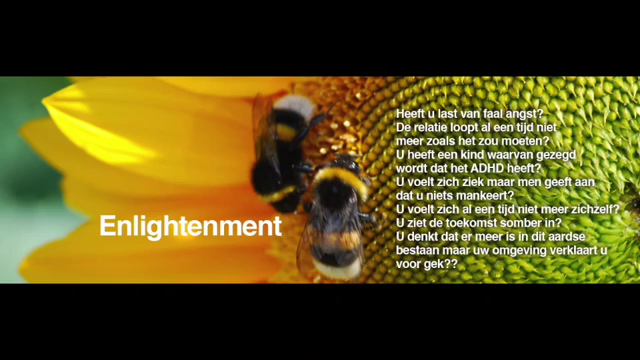 Enlightenment
Heeft u last van faal angst?
De relatie loopt al een tijd niet
meer zoals het zou moeten?
U heeft een kind waarvan gezegd
wordt dat het ADHD heeft?
U voelt zich ziek maar men geeft aan
dat u niets mankeert?
U voelt zich al een tijd niet meer zichzelf?
U ziet de toekomst somber in?
U denkt dat er meer is in dit aardse
bestaan maar uw omgeving verklaart u
voor gek??